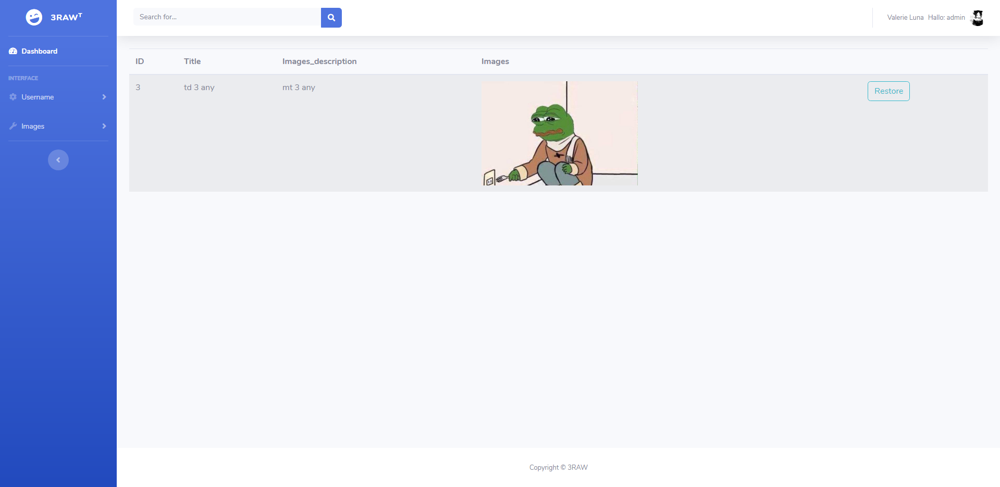 3RAWT
Search for...
Valerie Luna Hallo: admin
Dashboard
INTERFACE
Username
Images
ID Title Images_description Images
3 td 3 any mt 3 any Restore
Copyright © 3RAW